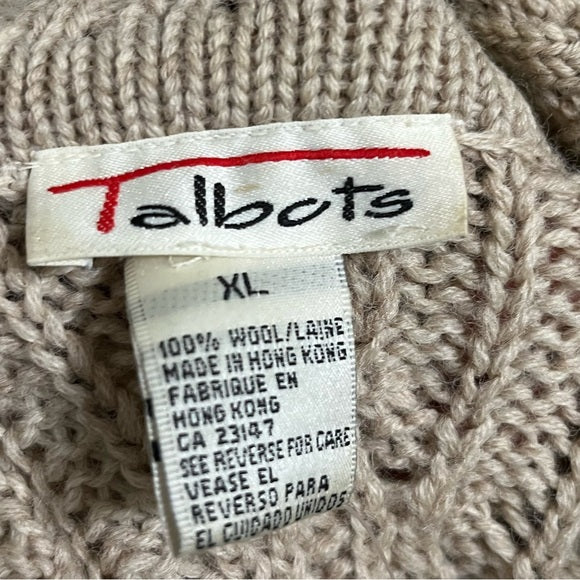 Talbots
XL
100% WOOL/LAINE
MADE IN HONG KONG
FABRIQUE EN
HONG KONG
CA 23147
SEE REVERSE FOR CARE
VEASE EL
REVERSO PARA
EL CUIDADO UNIDOS